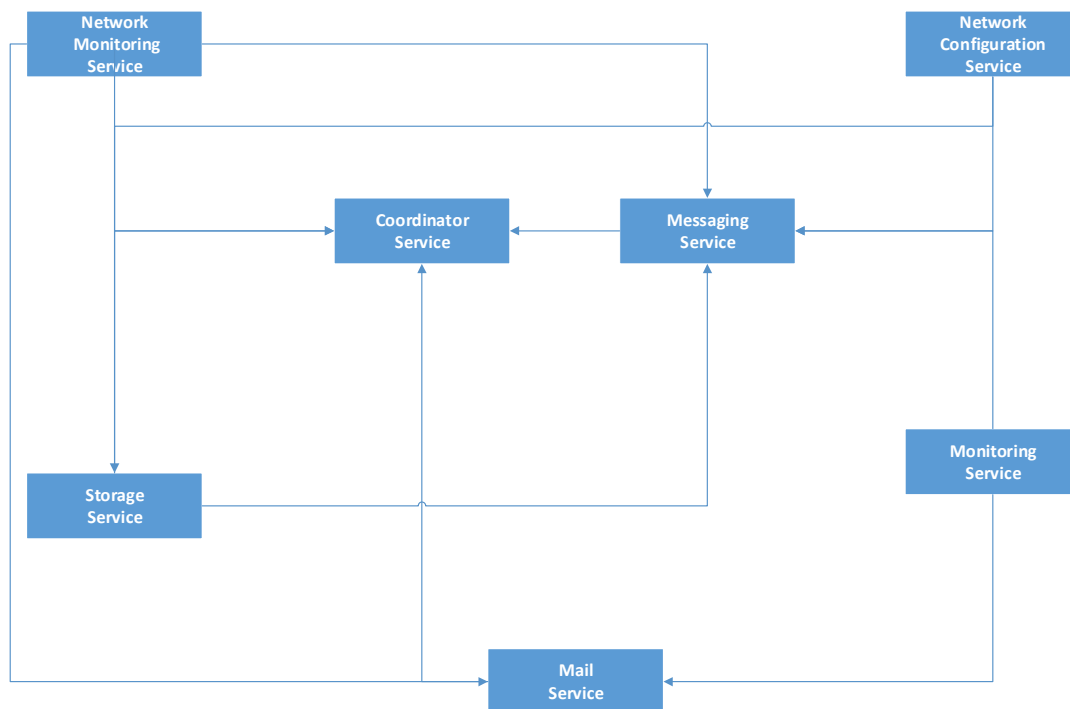 Network
Monitoring
Service
Network
Configuration
Service
Coordinator
Service
Messaging
Service
Monitoring
Service
Storage
Service
Mail
Service